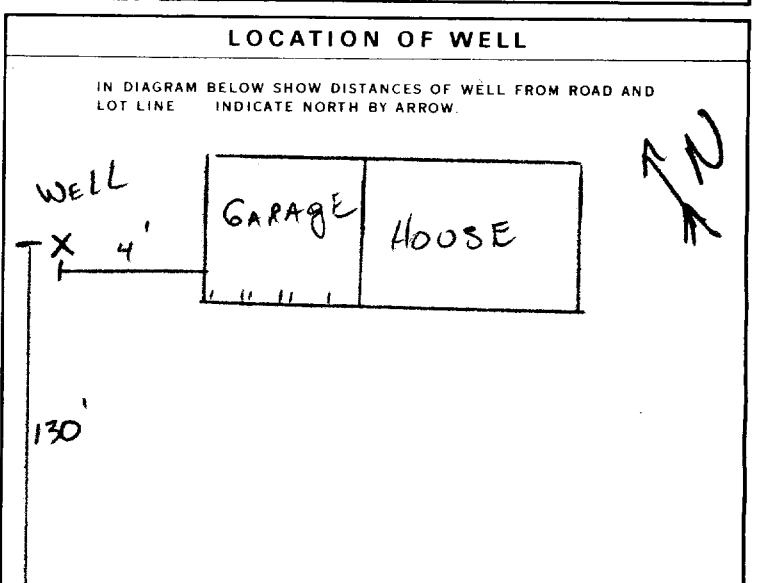 LOCATION OF WELL
IN DIAGRAM BELOW SHOW DISTANCES OF WELL FROM ROAD AND
LOT LINE INDICATE NORTH BY ARROW.
N
WELL
GARAgE
HOUSE
X 4'
130'